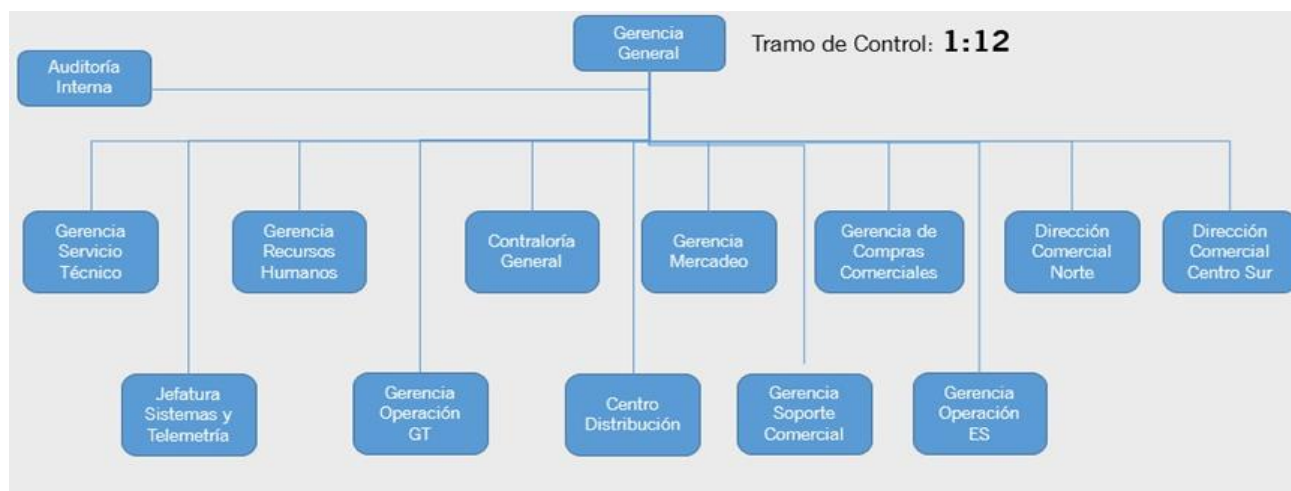 Gerencia
General
Tramo de Control: 1:12
Auditoría
Interna
Gerencia
Servicio
Técnico
Gerencia
Recursos
Humanos
Contraloría
General
Gerencia
Mercadeo
Gerencia de
Compras
Comerciales
Dirección
Comercial
Norte
Dirección
Comercial
Centro Sur
Jefatura
Sistemas y
Telemetría
Gerencia
Operación
GT
Centro
Distribución
Gerencia
Soporte
Comercial
Gerencia
Operación
ES